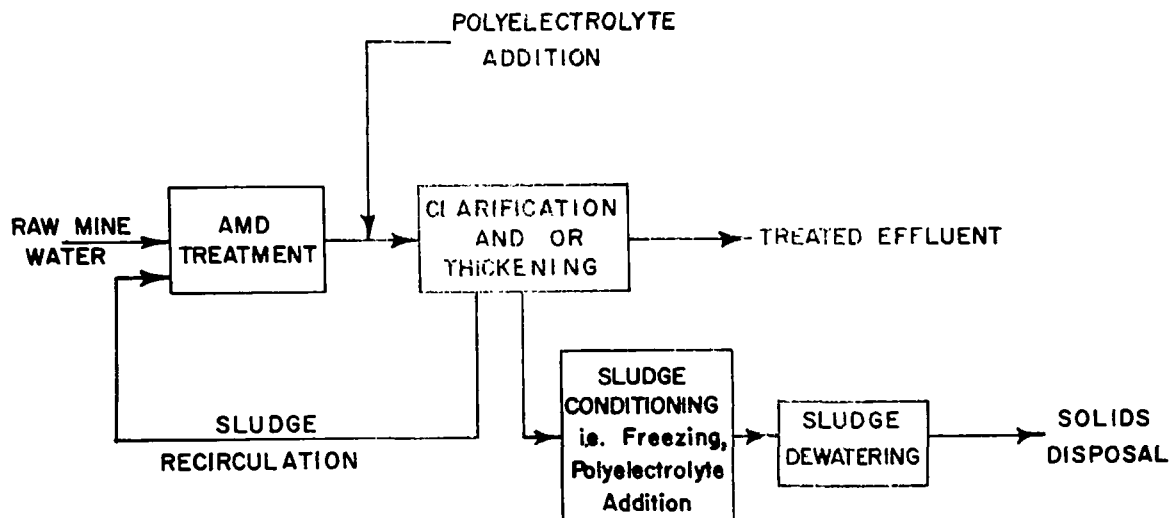 POLYELECTROLYTE
ADDITION
RAW MINE
WATER
AMD
TREATMENT
CLARIFICATION
AND OR
THICKENING
TREATED EFFLUENT
SLUDGE
RECIRCULATION
SLUDGE
CONDITIONING
i.e. Freezing,
Polyelectrolyte
Addition
SLUDGE
DEWATERING
SOLIDS
DISPOSAL